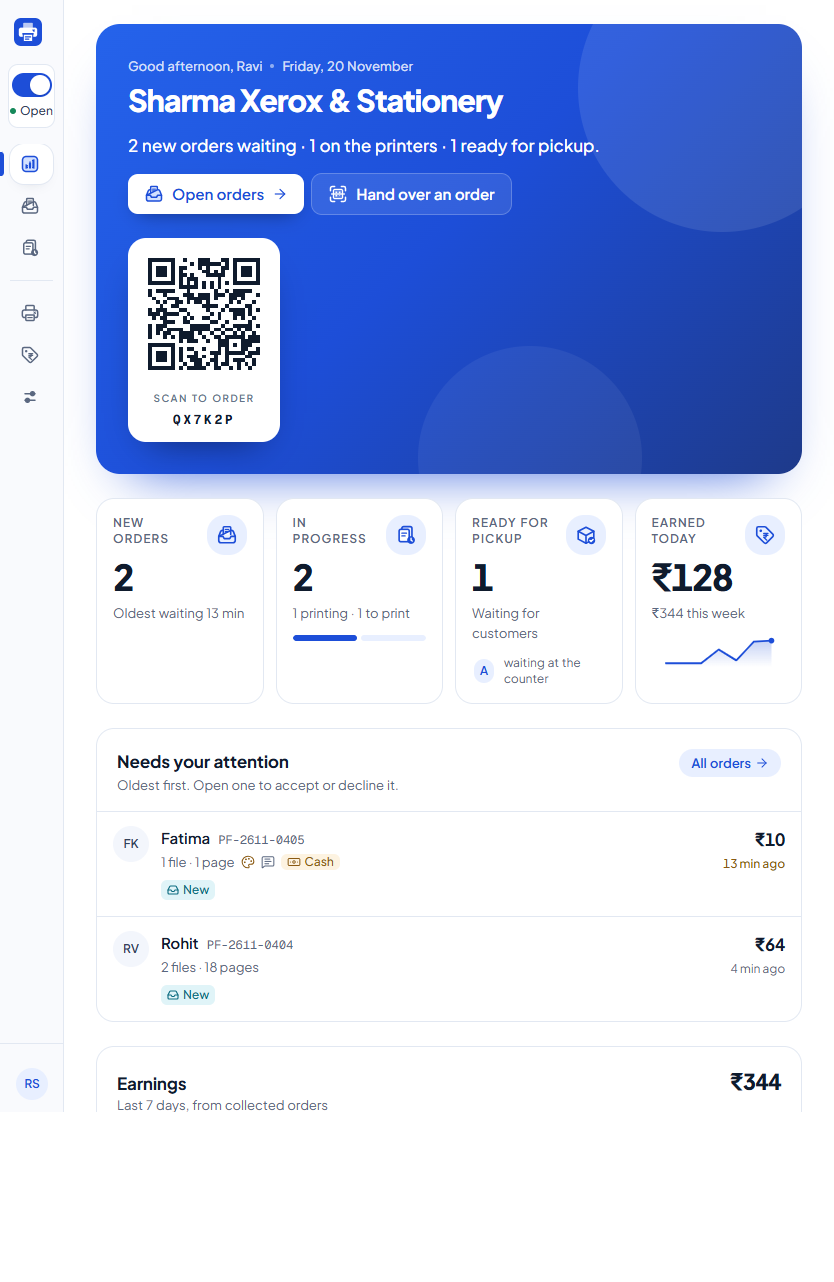 Open
Good afternoon, Ravi • Friday, 20 November
Sharma Xerox & Stationery
2 new orders waiting · 1 on the printers · 1 ready for pickup.
Open orders →
Hand over an order
SCAN TO ORDER
QX7K2P
NEW
ORDERS
2
Oldest waiting 13 min
IN
PROGRESS
2
1 printing · 1 to print
READY FOR
PICKUP
1
Waiting for
customers
A
waiting at the
counter
EARNED
TODAY
₹128
₹344 this week
Needs your attention
All orders →
Oldest first. Open one to accept or decline it.
FK
Fatima PF-2611-0405
₹10
1 file · 1 page Cash
13 min ago
New
RV
Rohit PF-2611-0404
₹64
2 files · 18 pages
4 min ago
New
RS
Earnings
₹344
Last 7 days, from collected orders